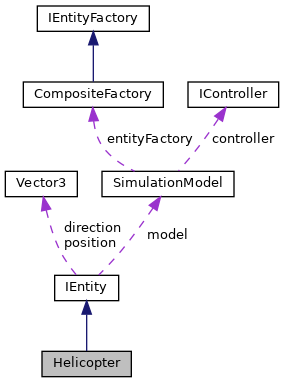 IEntityFactory
CompositeFactory
IController
entityFactory
controller
Vector3
SimulationModel
direction
position
model
IEntity
Helicopter